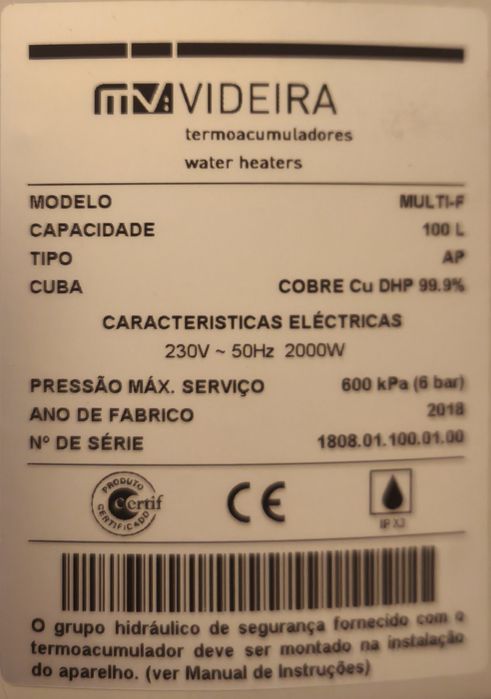 mv: VIDEIRA
termoacumuladores
water heaters
MODELO MULTI-F
CAPACIDADE 100 L
TIPO AP
CUBA COBRE Cu DHP 99.9%
CARACTERISTICAS ELÉCTRICAS
230V ~ 50Hz 2000W
PRESSÃO MÁX. SERVIÇO 600 kPa (6 bar)
ANO DE FABRICO 2018
Nº DE SÉRIE 1808.01.100.01.00
PRODUTO
Certif
CERTIFICADO
CE
IP X3
O grupo hidráulico de segurança fornecido com o
termoacumulador deve ser montado na instalação
do aparelho. (ver Manual de Instruções)